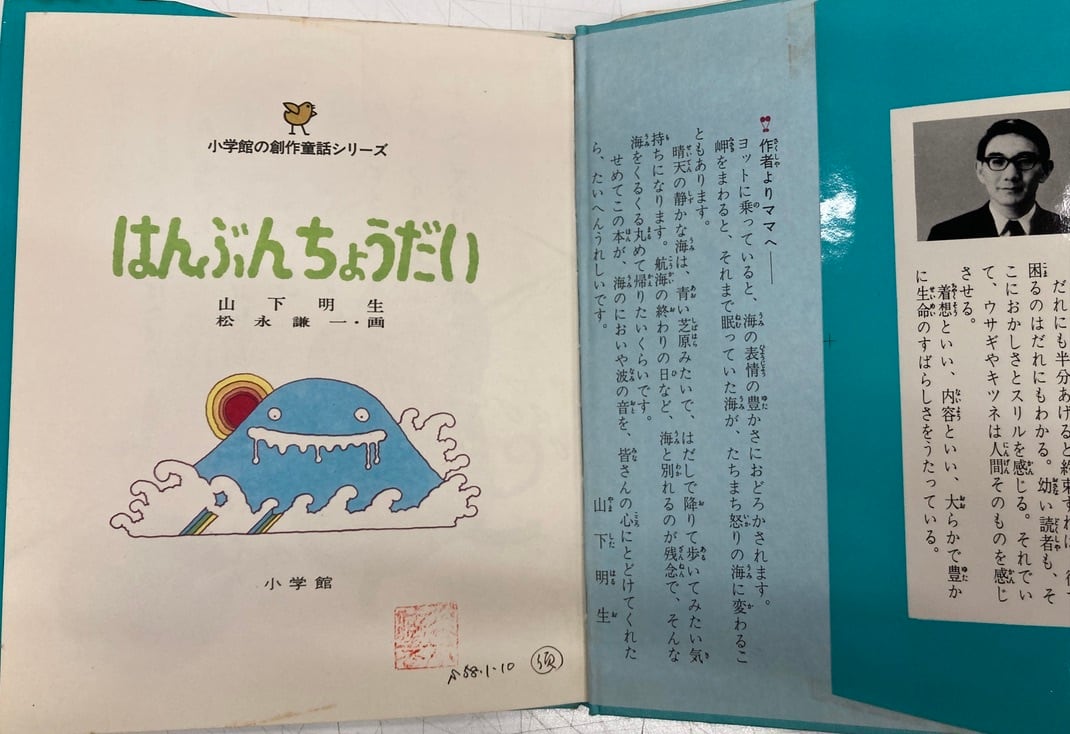 小学館の創作童話シリーズ
はんぶんちょうだい
山下明生
松永謙一・画
小学館
S58.1.10
須
作者よりママへ――
ヨットに乗っていると、海の表情の豊かさにおどろかされます。
岬をまわると、それまで眠っていた海が、たちまち怒りの海に変わるこ
ともあります。
晴天の静かな海は、青い芝原みたいで、はだしで降りて歩いてみたい気
持ちになります。航海の終わりの日など、海と別れるのが残念で、そんな
海をくるくる丸めて帰りたいくらいです。
せめてこの本が、海のにおいや波の音を、皆さんの心にとどけてくれた
ら、たいへんうれしいです。
山下明生
だれにも半分あげると約束すれば、
困るのはだれにもわかる。幼い読者も、そ
こにおかしさとスリルを感じる。それでい
て、ウサギやキツネは人間そのものを感じ
させる。
着想といい、内容といい、大らかで豊か
に生命のすばらしさをうたっている。